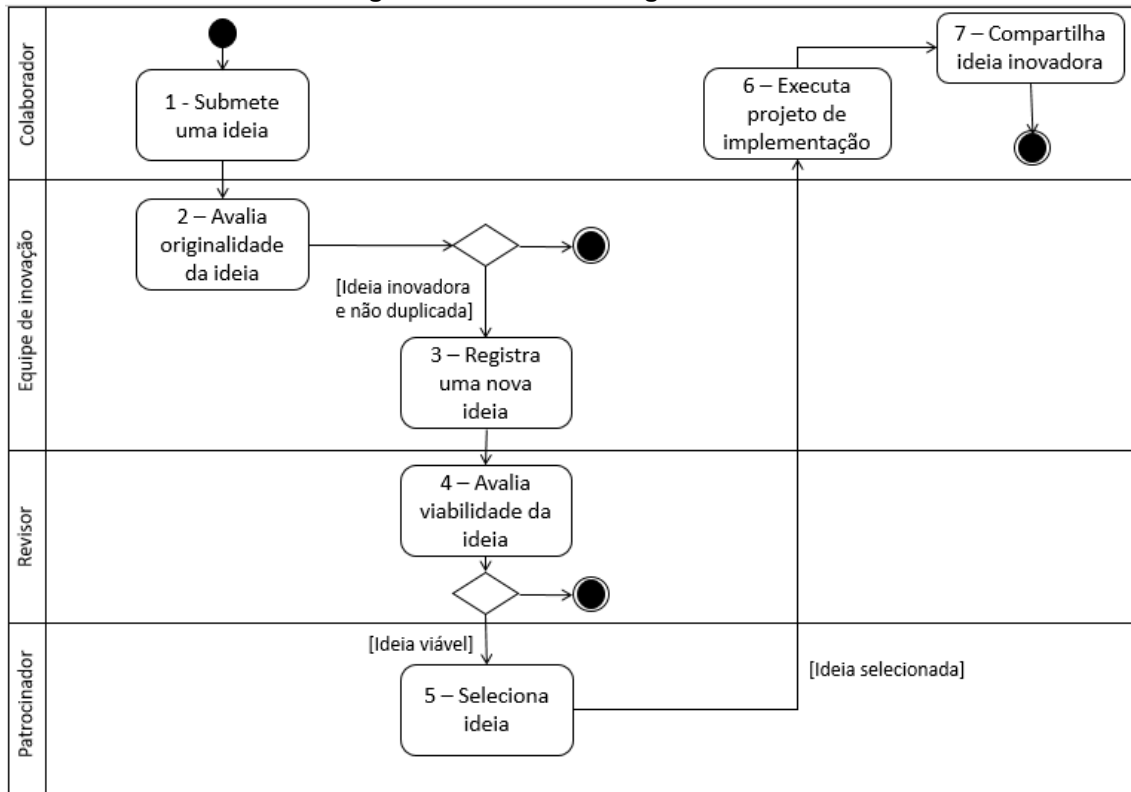 Colaborador
1 - Submete
uma ideia
6 – Executa
projeto de
implementação
7 – Compartilha
ideia inovadora
Equipe de inovação
2 – Avalia
originalidade
da ideia
[Ideia inovadora
e não duplicada]
3 – Registra
uma nova
ideia
Revisor
4 – Avalia
viabilidade da
ideia
Patrocinador
[Ideia viável]
5 – Seleciona
ideia
[Ideia selecionada]